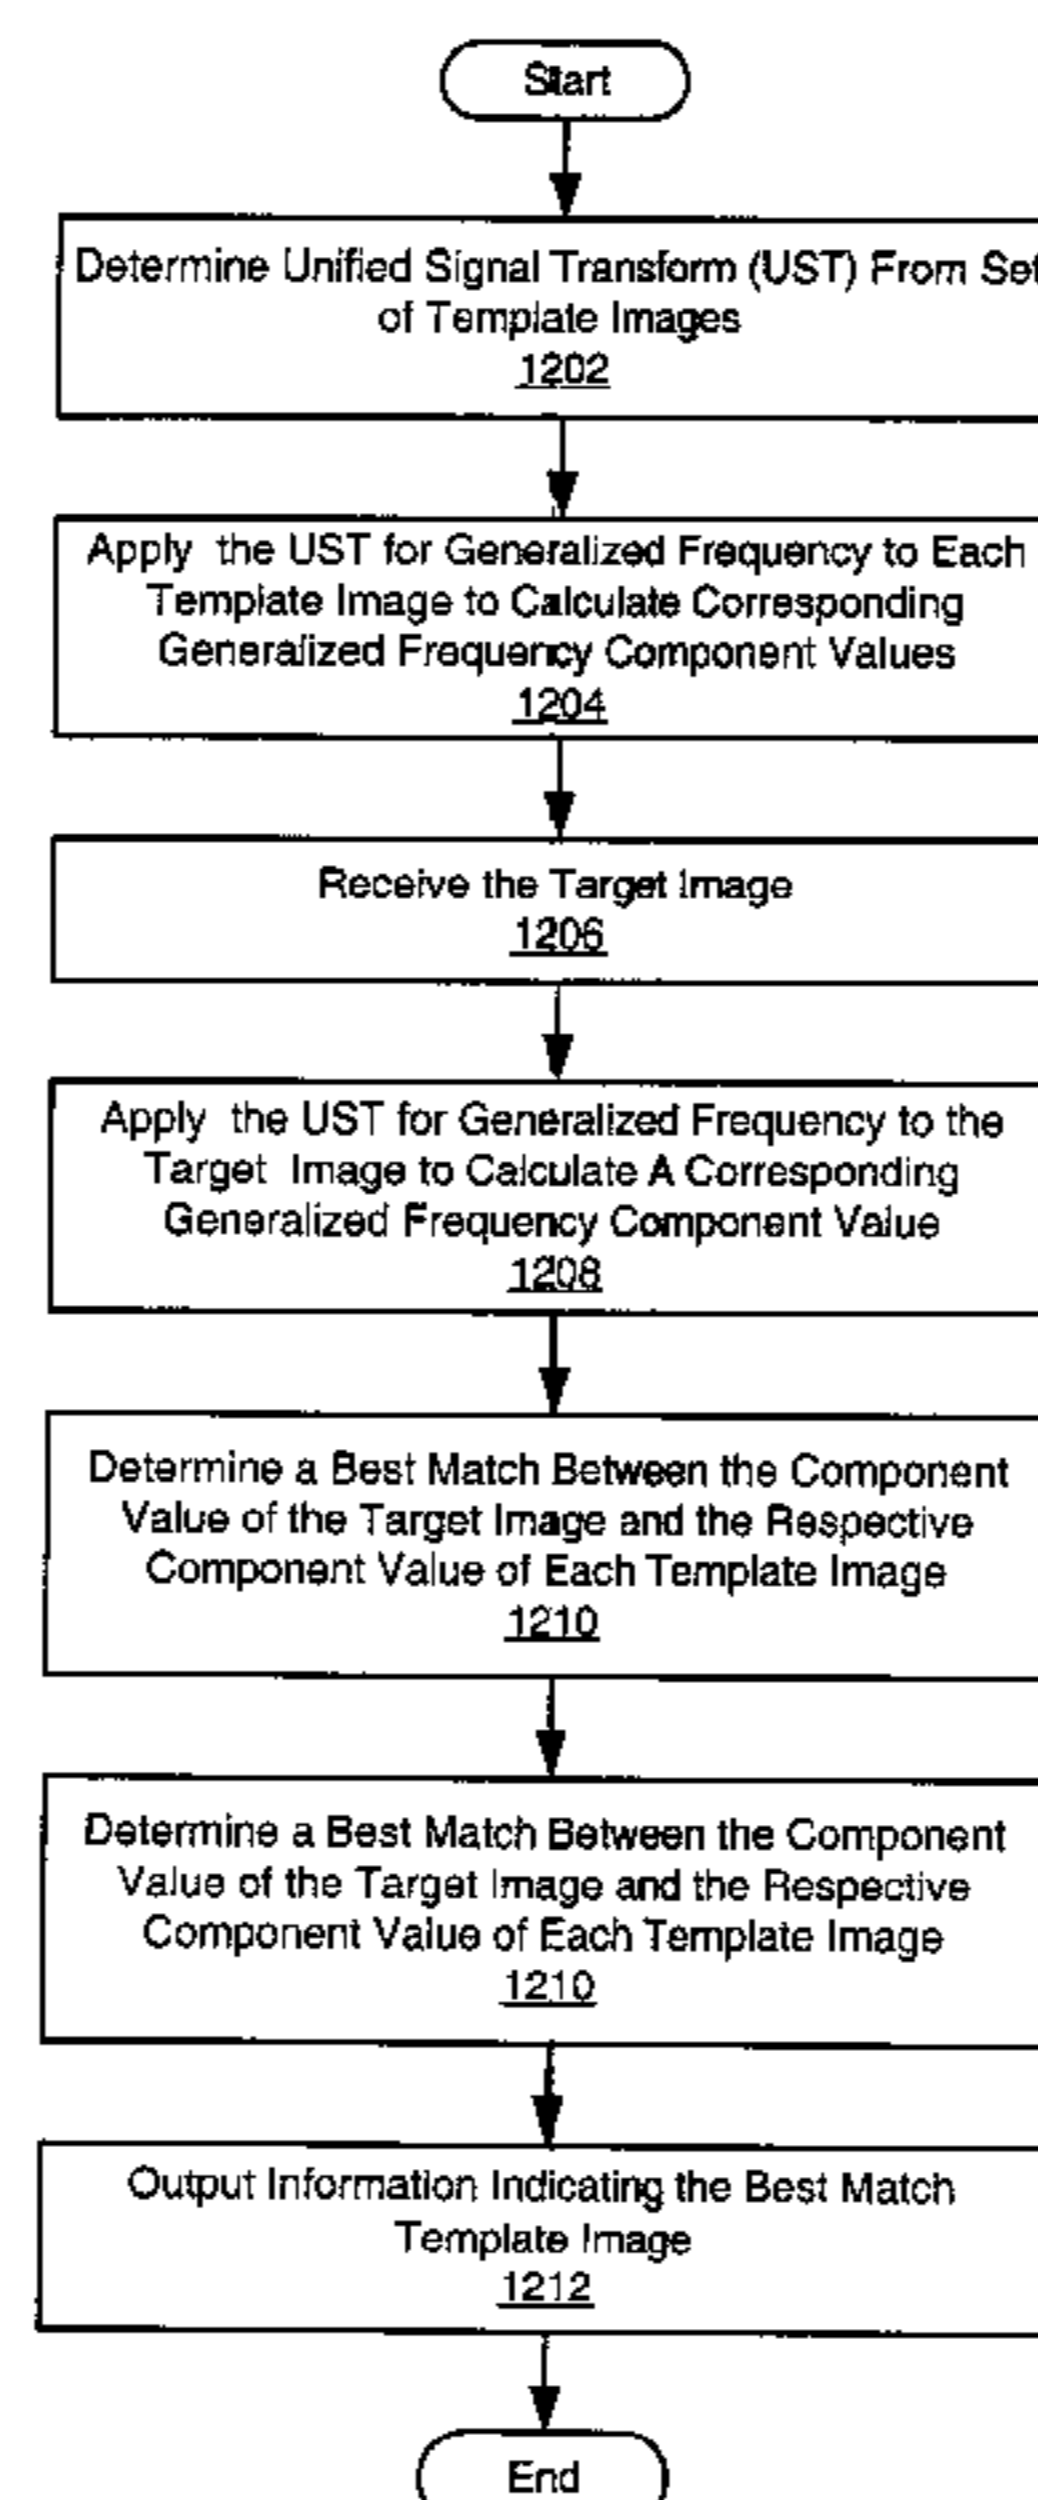 Start
Determine Unified Signal Transform (UST) From Set
of Template Images
1202
Apply the UST for Generalized Frequency to Each
Template Image to Calculate Corresponding
Generalized Frequency Component Values
1204
Receive the Target Image
1206
Apply the UST for Generalized Frequency to the
Target Image to Calculate A Corresponding
Generalized Frequency Component Value
1208
Determine a Best Match Between the Component
Value of the Target Image and the Respective
Component Value of Each Template Image
1210
Determine a Best Match Between the Component
Value of the Target Image and the Respective
Component Value of Each Template Image
1210
Output Information Indicating the Best Match
Template Image
1212
End